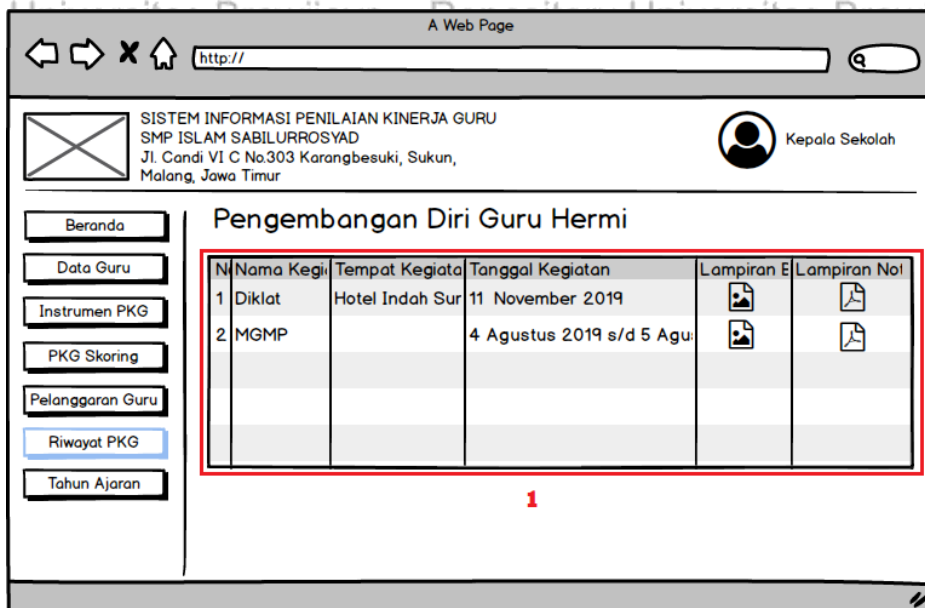 A Web Page
http://
SISTEM INFORMASI PENILAIAN KINERJA GURU
SMP ISLAM SABILURROSYAD
Jl. Candi VI C No.303 Karangbesuki, Sukun,
Malang, Jawa Timur
Kepala Sekolah
Beranda
Data Guru
Instrumen PKG
PKG Skoring
Pelanggaran Guru
Riwayat PKG
Tahun Ajaran
Pengembangan Diri Guru Hermi
N Nama Kegi Tempat Kegiata Tanggal Kegiatan Lampiran Lampiran Not
1 Diklat Hotel Indah Sur 11 November 2019
2 MGMP 4 Agustus 2019 s/d 5 Agu
1